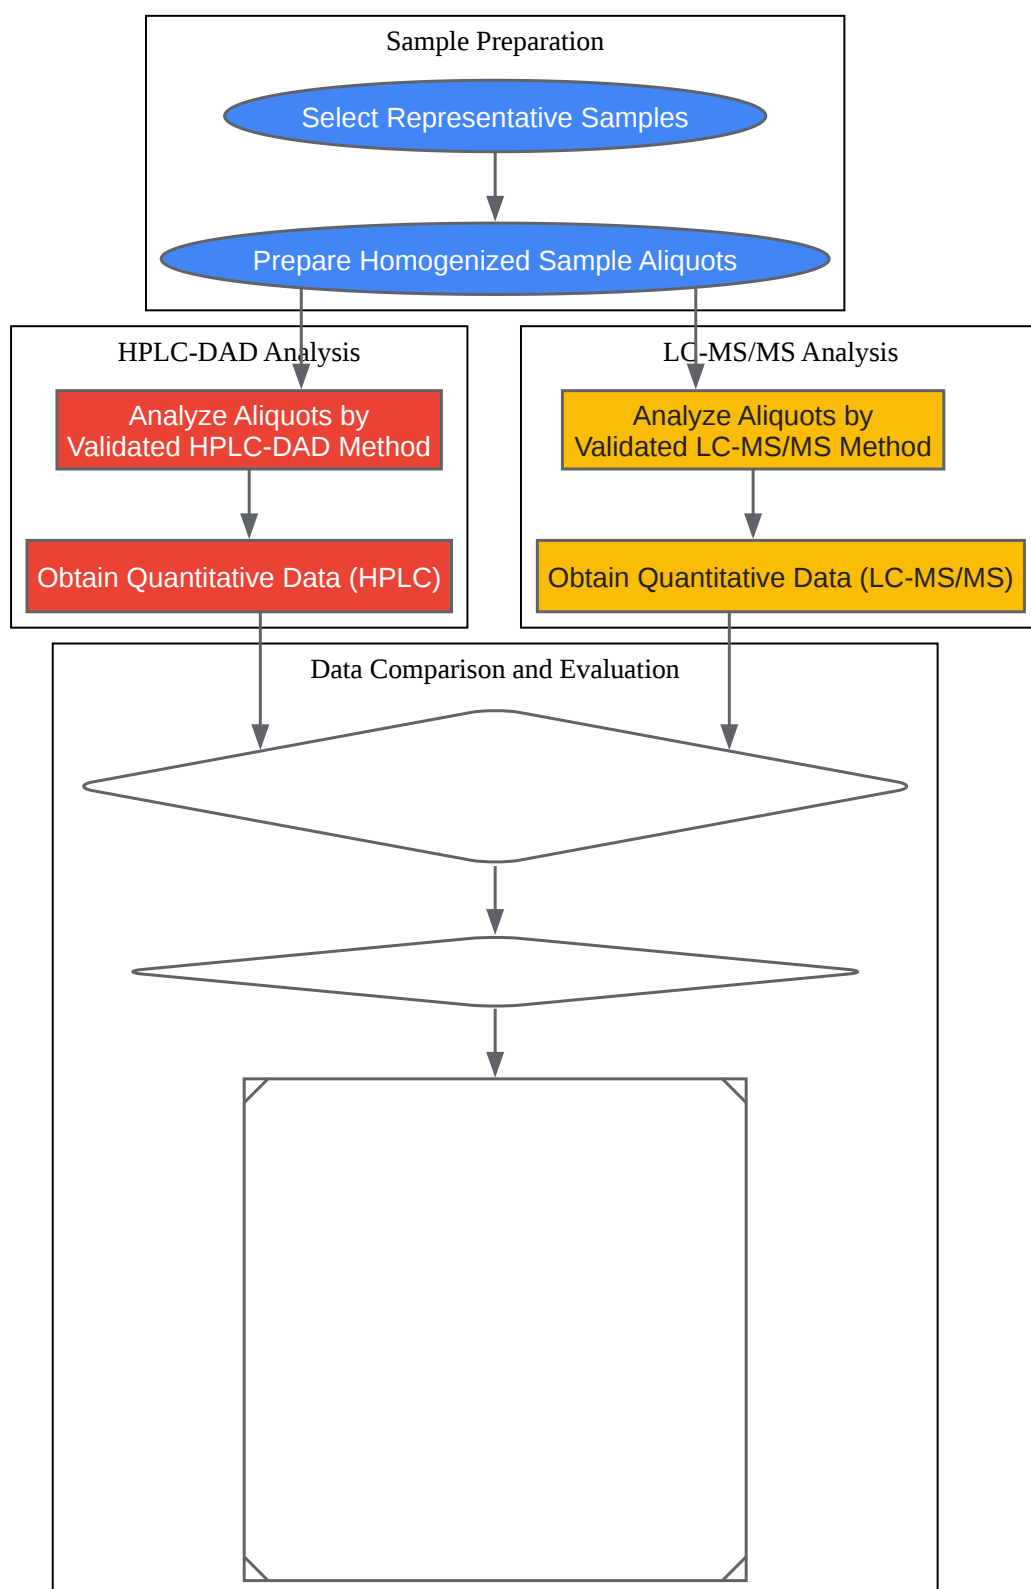 Sample Preparation
Select Representative Samples
Prepare Homogenized Sample Aliquots
HPLC-DAD Analysis
Analyze Aliquots by
Validated HPLC-DAD Method
Obtain Quantitative Data (HPLC)
LC-MS/MS Analysis
Analyze Aliquots by
Validated LC-MS/MS Method
Obtain Quantitative Data (LC-MS/MS)
Data Comparison and Evaluation